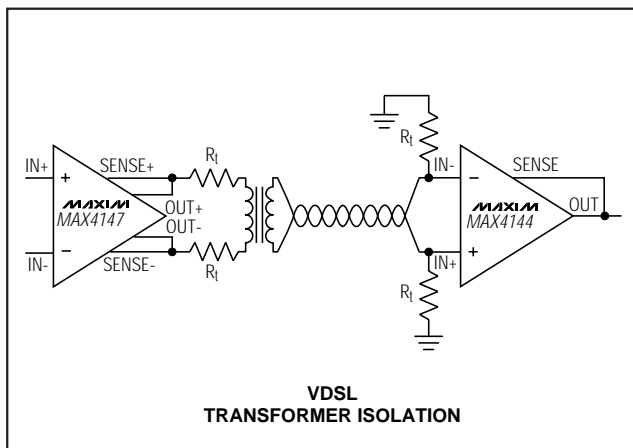 IN+
SENSE+
Rt
+
MAXIM
MAX4147
OUT+
OUT-
−
IN-
SENSE-
Rt
Rt
IN-
SENSE
−
MAXIM
MAX4144
OUT
+
IN+
Rt
VDSL
TRANSFORMER ISOLATION